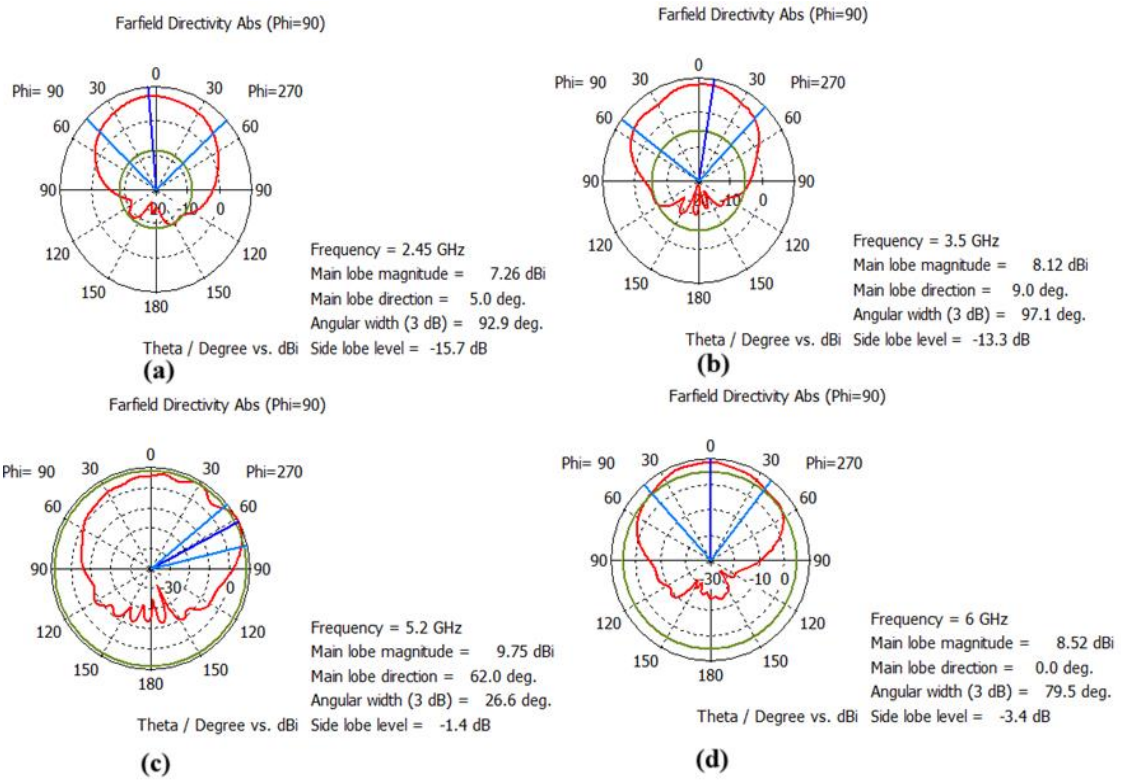 Farfield Directivity Abs (Phi=90)
0
Phi= 90 30 30 Phi=270
60 60
90 -10 0 90
120 120
150 150
180
Frequency = 2.45 GHz
Main lobe magnitude = 7.26 dBi
Main lobe direction = 5.0 deg.
Angular width (3 dB) = 92.9 deg.
Theta / Degree vs. dBi Side lobe level = -15.7 dB
(a)
Farfield Directivity Abs (Phi=90)
0
Phi= 90 30 30 Phi=270
60 60
90 0 90
120 120
150 150
180
Frequency = 3.5 GHz
Main lobe magnitude = 8.12 dBi
Main lobe direction = 9.0 deg.
Angular width (3 dB) = 97.1 deg.
Theta / Degree vs. dBi Side lobe level = -13.3 dB
(b)
Farfield Directivity Abs (Phi=90)
0
Phi= 90 30 30 Phi=270
60 60
90 -30 0 90
120 120
150 150
180
Frequency = 5.2 GHz
Main lobe magnitude = 9.75 dBi
Main lobe direction = 62.0 deg.
Angular width (3 dB) = 26.6 deg.
Theta / Degree vs. dBi Side lobe level = -1.4 dB
(c)
Farfield Directivity Abs (Phi=90)
0
Phi= 90 30 30 Phi=270
60 60
90 -30 -10 0 90
120 120
150 150
180
Frequency = 6 GHz
Main lobe magnitude = 8.52 dBi
Main lobe direction = 0.0 deg.
Angular width (3 dB) = 79.5 deg.
Theta / Degree vs. dBi Side lobe level = -3.4 dB
(d)